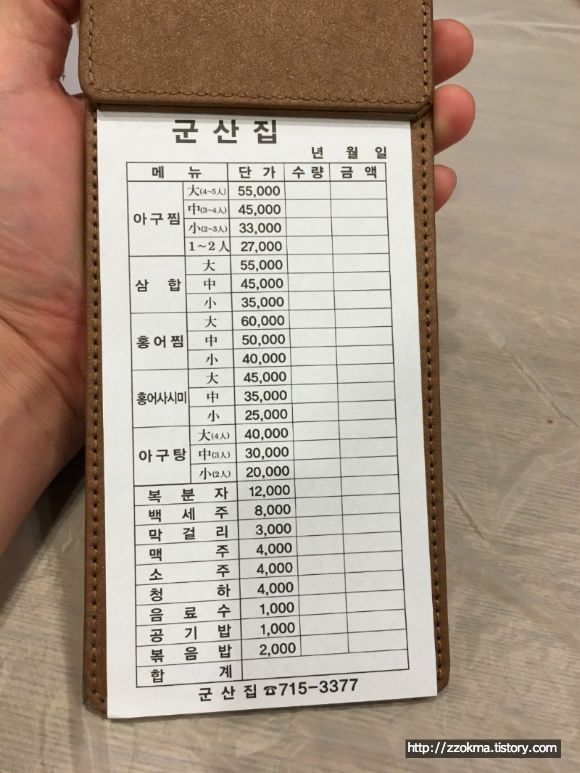 군산집
년 월 일
메 뉴 단 가 수 량 금 액
아구찜 大(4~5人) 55,000
中(3~4人) 45,000
小(2~3人) 33,000
1~2人 27,000
삼 합 大 55,000
中 45,000
小 35,000
홍어찜 大 60,000
中 50,000
小 40,000
홍어사시미 大 45,000
中 35,000
小 25,000
아구탕 大(4人) 40,000
中(3人) 30,000
小(2人) 20,000
복 분 자 12,000
백 세 주 8,000
막 걸 리 3,000
맥 주 4,000
소 주 4,000
청 하 4,000
음 료 수 1,000
공 기 밥 1,000
볶 음 밥 2,000
합 계
군산집 ☎715-3377
http://zzokma.tistory.com